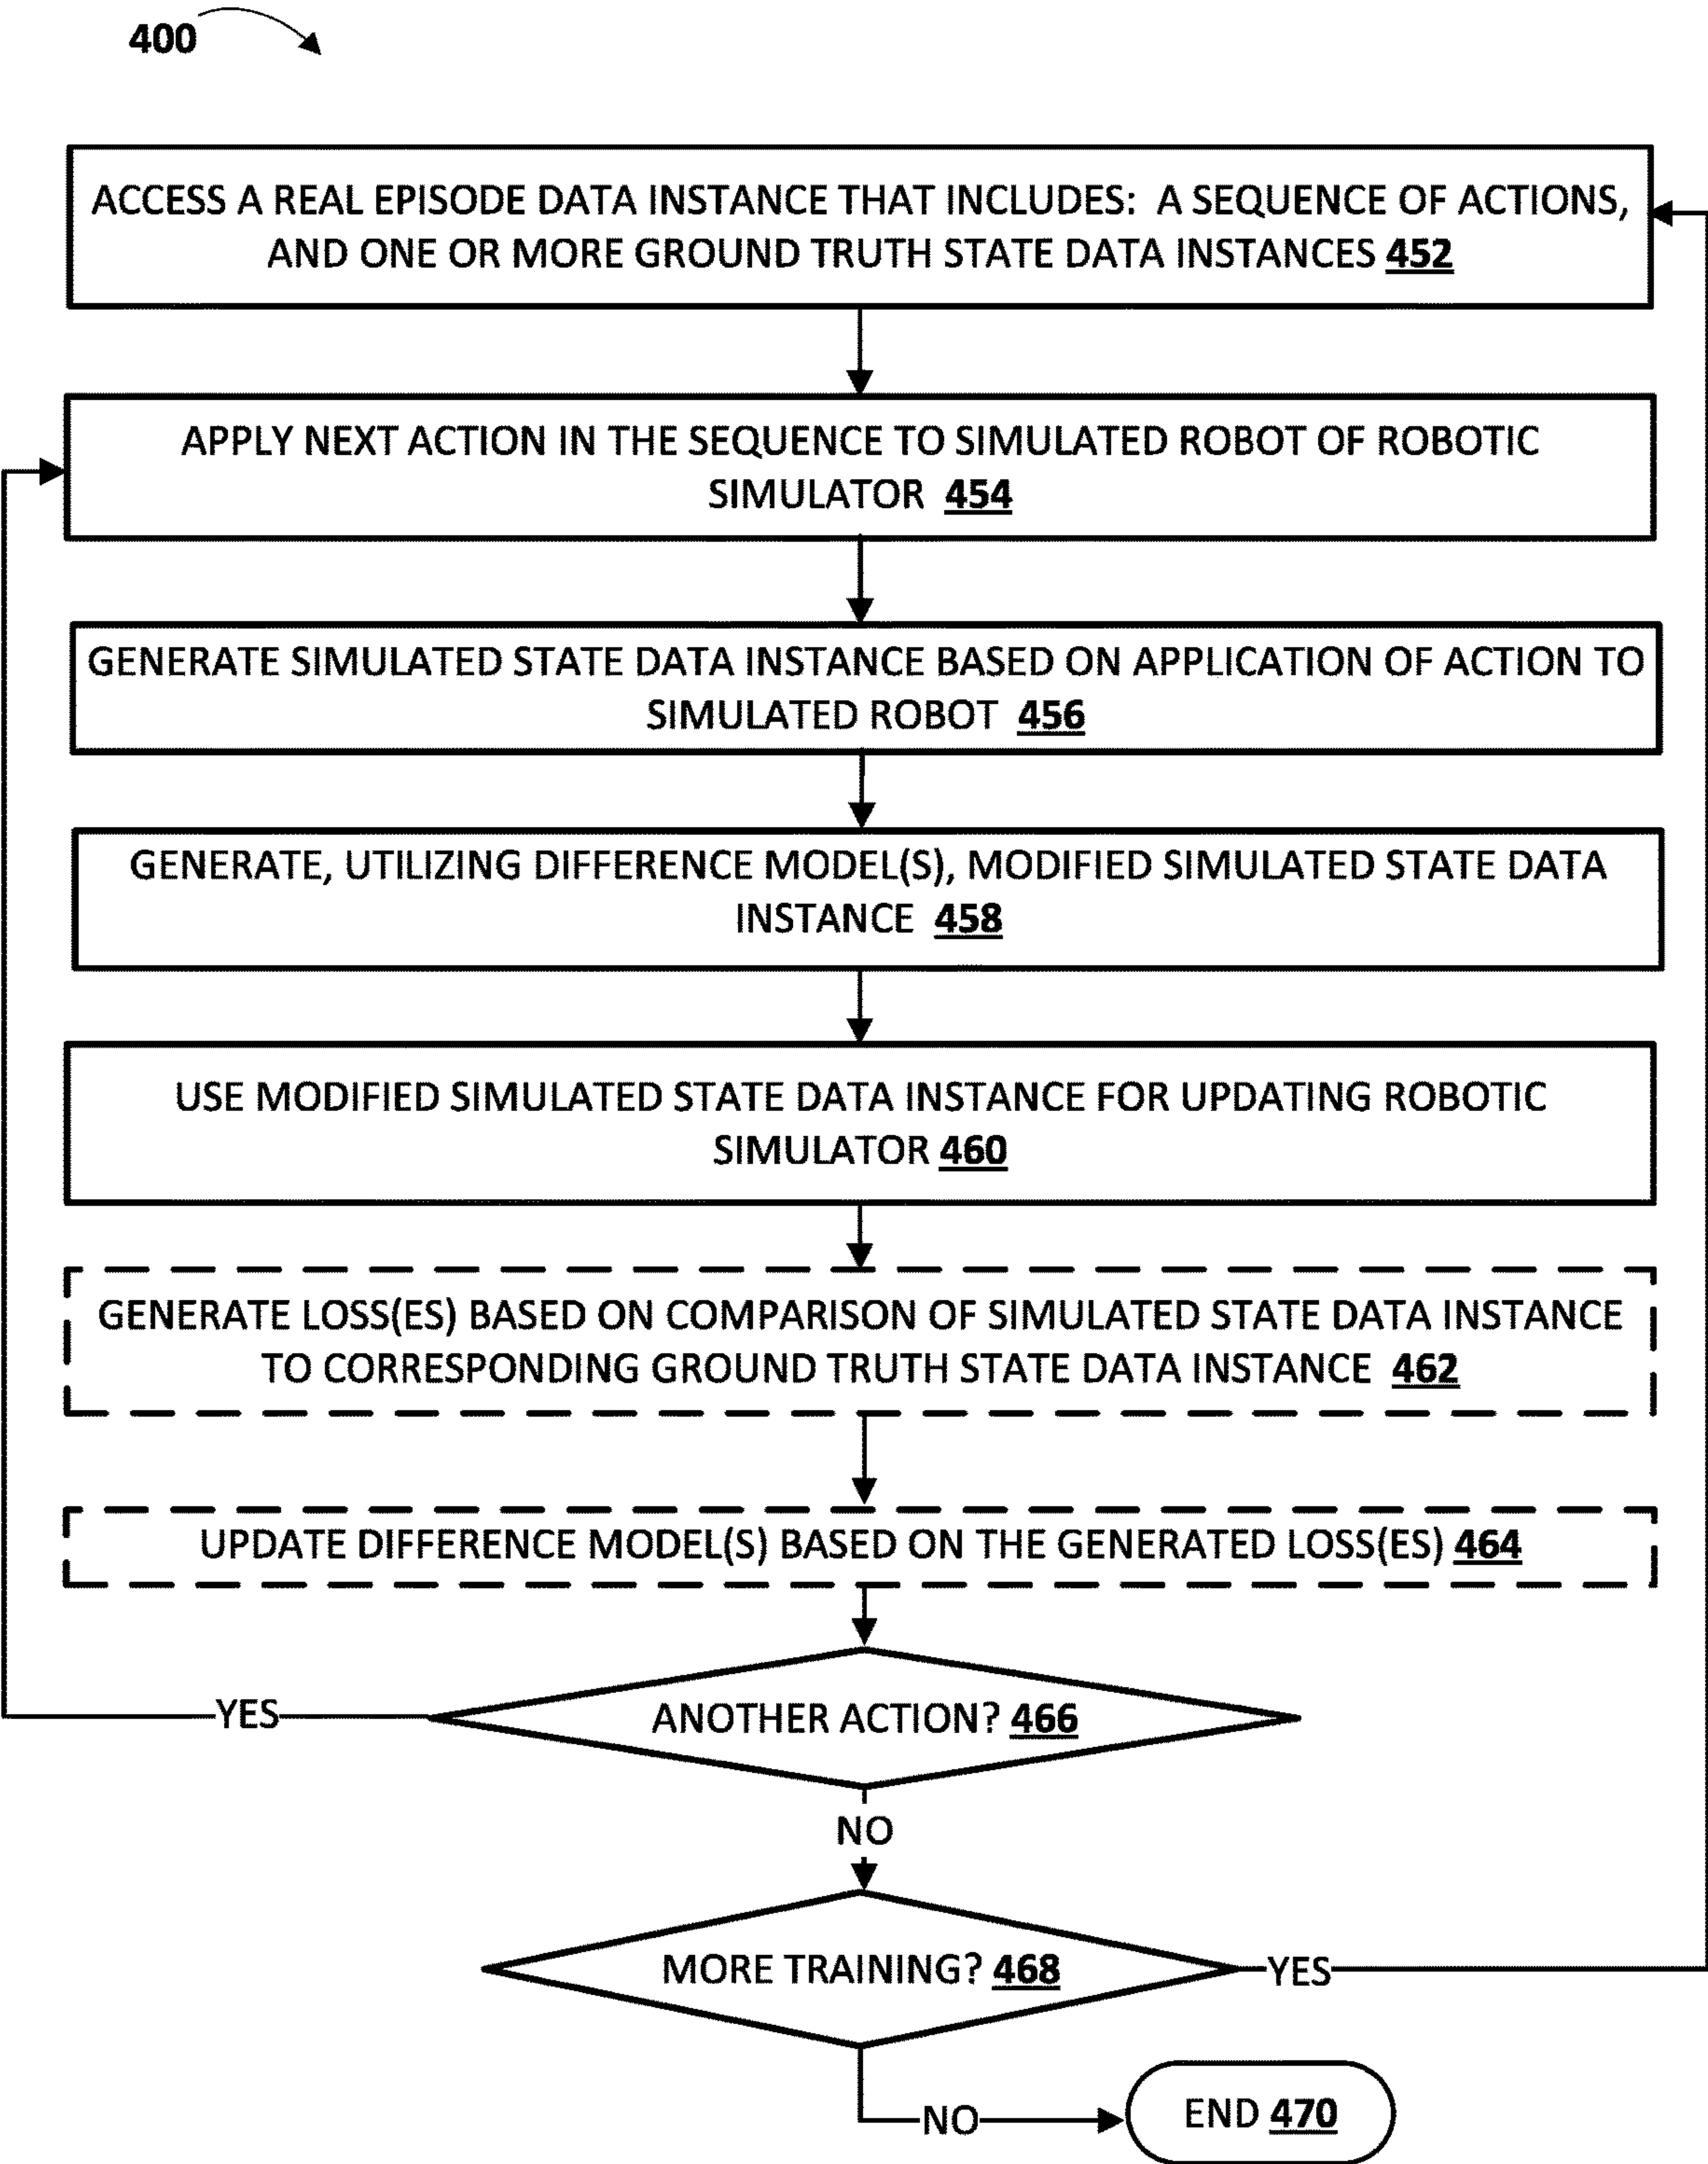 400
ACCESS A REAL EPISODE DATA INSTANCE THAT INCLUDES: A SEQUENCE OF ACTIONS,
AND ONE OR MORE GROUND TRUTH STATE DATA INSTANCES 452
APPLY NEXT ACTION IN THE SEQUENCE TO SIMULATED ROBOT OF ROBOTIC
SIMULATOR 454
GENERATE SIMULATED STATE DATA INSTANCE BASED ON APPLICATION OF ACTION TO
SIMULATED ROBOT 456
GENERATE, UTILIZING DIFFERENCE MODEL(S), MODIFIED SIMULATED STATE DATA
INSTANCE 458
USE MODIFIED SIMULATED STATE DATA INSTANCE FOR UPDATING ROBOTIC
SIMULATOR 460
GENERATE LOSS(ES) BASED ON COMPARISON OF SIMULATED STATE DATA INSTANCE
TO CORRESPONDING GROUND TRUTH STATE DATA INSTANCE 462
UPDATE DIFFERENCE MODEL(S) BASED ON THE GENERATED LOSS(ES) 464
YES
ANOTHER ACTION? 466
NO
MORE TRAINING? 468
YES
NO
END 470